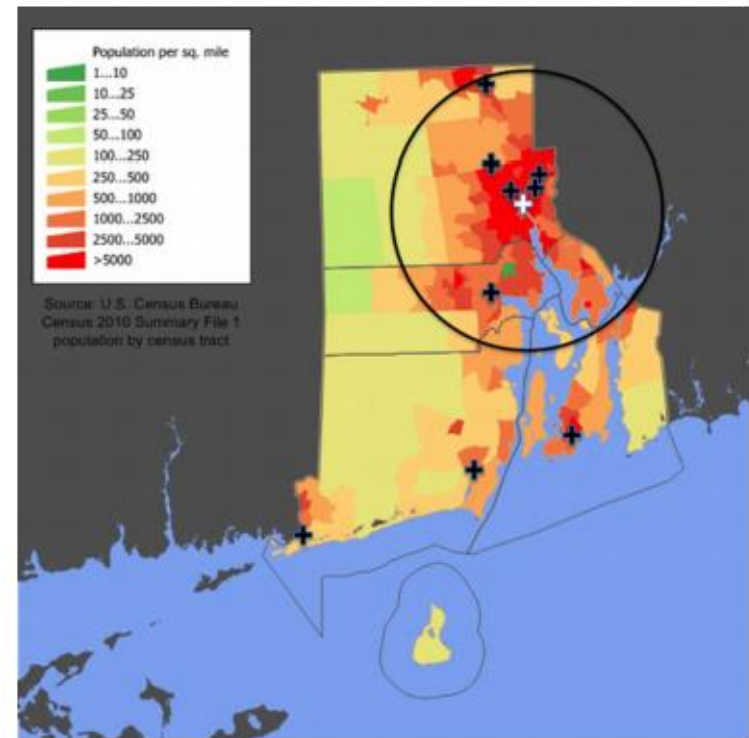 Population per sq. mile
1...10
10...25
25...50
50...100
100...250
250...500
500...1000
1000...2500
2500...5000
>5000
Source: U.S. Census Bureau
Census 2010 Summary File 1
population by census tract